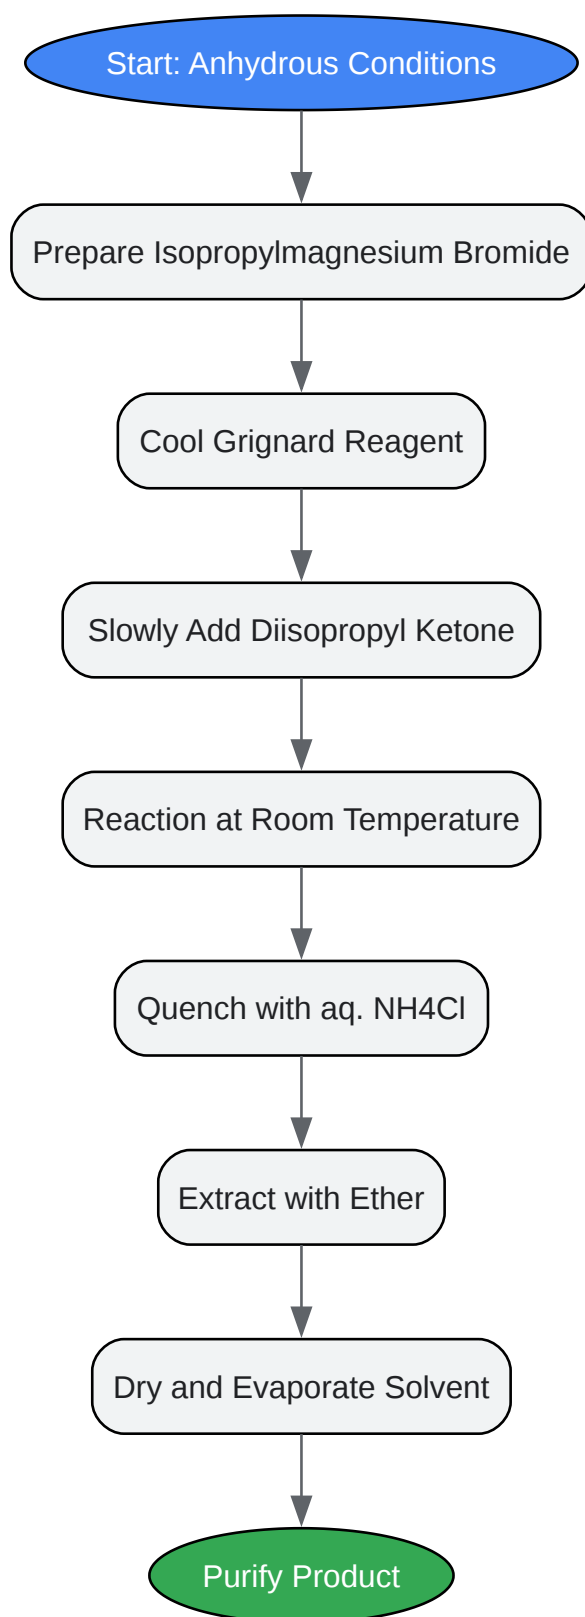 Start: Anhydrous Conditions
Prepare Isopropylmagnesium Bromide
Cool Grignard Reagent
Slowly Add Diisopropyl Ketone
Reaction at Room Temperature
Quench with aq. NH4Cl
Extract with Ether
Dry and Evaporate Solvent
Purify Product